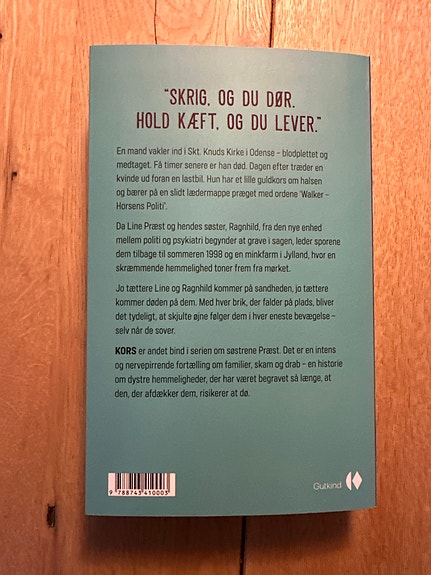 “SKRIG, OG DU DØR.
HOLD KÆFT, OG DU LEVER.”
En mand vakler ind i Skt. Knuds Kirke i Odense – blodplettet og
medtaget. Få timer senere er han død. Dagen efter træder en
kvinde ud foran en lastbil. Hun har et lille guldkors om halsen
og bærer på en slidt lædermappe præget med ordene ’Walker –
Horsens Politi’.
Da Line Præst og hendes søster, Ragnhild, fra den nye enhed
mellem politi og psykiatri begynder at grave i sagen, leder sporene
dem tilbage til sommeren 1998 og en minkfarm i Jylland, hvor en
skræmmende hemmelighed toner frem fra mørket.
Jo tættere Line og Ragnhild kommer på sandheden, jo tættere
kommer døden på dem. Med hver brik, der falder på plads, bliver
det tydeligt, at skjulte øjne følger dem i hver eneste bevægelse –
selv når de sover.
KORS er andet bind i serien om søstrene Præst. Det er en intens
og nervepirrende fortælling om familier, skam og drab – en historie
om dystre hemmeligheder, der har været begravet så længe, at
den, der afdækker dem, risikerer at dø.
9 788743 410003
Gutkind